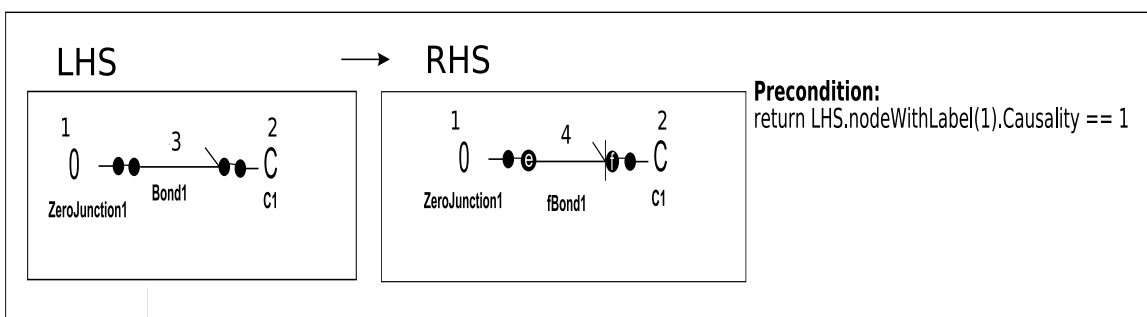 LHS
RHS
1
3
2
0
C
Bond1
ZeroJunction1
C1
1
4
2
0
e
f
C
ZeroJunction1
fBond1
C1
Precondition:
return LHS.nodeWithLabel(1).Causality == 1